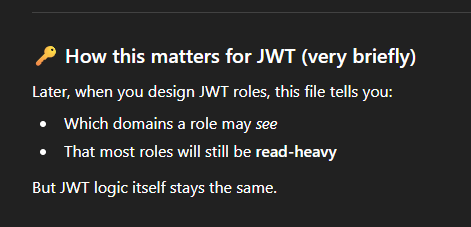 🔑 How this matters for JWT (very briefly)
Later, when you design JWT roles, this file tells you:
• Which domains a role may see
• That most roles will still be read-heavy
But JWT logic itself stays the same.